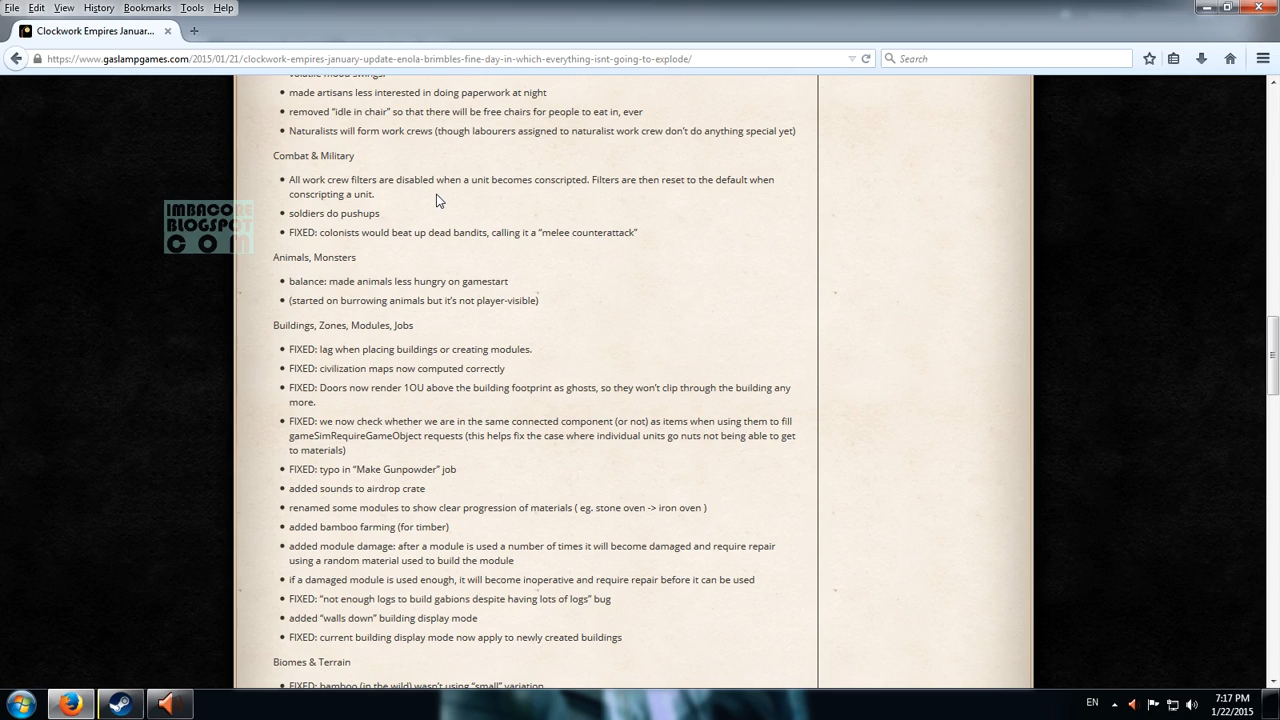 File Edit View History Bookmarks Tools Help
Clockwork Empires Januar...
https://www.gaslampgames.com/2015/01/21/clockwork-empires-january-update-enola-brimbles-fine-day-in-which-everything-isnt-going-to-explode/
Search
volatile mood swings.
made artisans less interested in doing paperwork at night
removed “idle in chair” so that there will be free chairs for people to eat in, ever
Naturalists will form work crews (though labourers assigned to naturalist work crew don’t do anything special yet)
Combat & Military
All work crew filters are disabled when a unit becomes conscripted. Filters are then reset to the default when
conscripting a unit.
IMBACORE
BLOGSPOT
COM
soldiers do pushups
FIXED: colonists would beat up dead bandits, calling it a “melee counterattack”
Animals, Monsters
balance: made animals less hungry on gamestart
(started on burrowing animals but it’s not player-visible)
Buildings, Zones, Modules, Jobs
FIXED: lag when placing buildings or creating modules.
FIXED: civilization maps now computed correctly
FIXED: Doors now render 1OU above the building footprint as ghosts, so they won’t clip through the building any
more.
FIXED: we now check whether we are in the same connected component (or not) as items when using them to fill
gameSimRequireGameObject requests (this helps fix the case where individual units go nuts not being able to get
to materials)
FIXED: typo in “Make Gunpowder” job
added sounds to airdrop crate
renamed some modules to show clear progression of materials ( eg. stone oven -> iron oven )
added bamboo farming (for timber)
added module damage: after a module is used a number of times it will become damaged and require repair
using a random material used to build the module
if a damaged module is used enough, it will become inoperative and require repair before it can be used
FIXED: “not enough logs to build gabions despite having lots of logs” bug
added “walls down” building display mode
FIXED: current building display mode now apply to newly created buildings
Biomes & Terrain
FIXED: bamboo (in the wild) wasn’t using “small” variation
EN
7:17 PM
1/22/2015